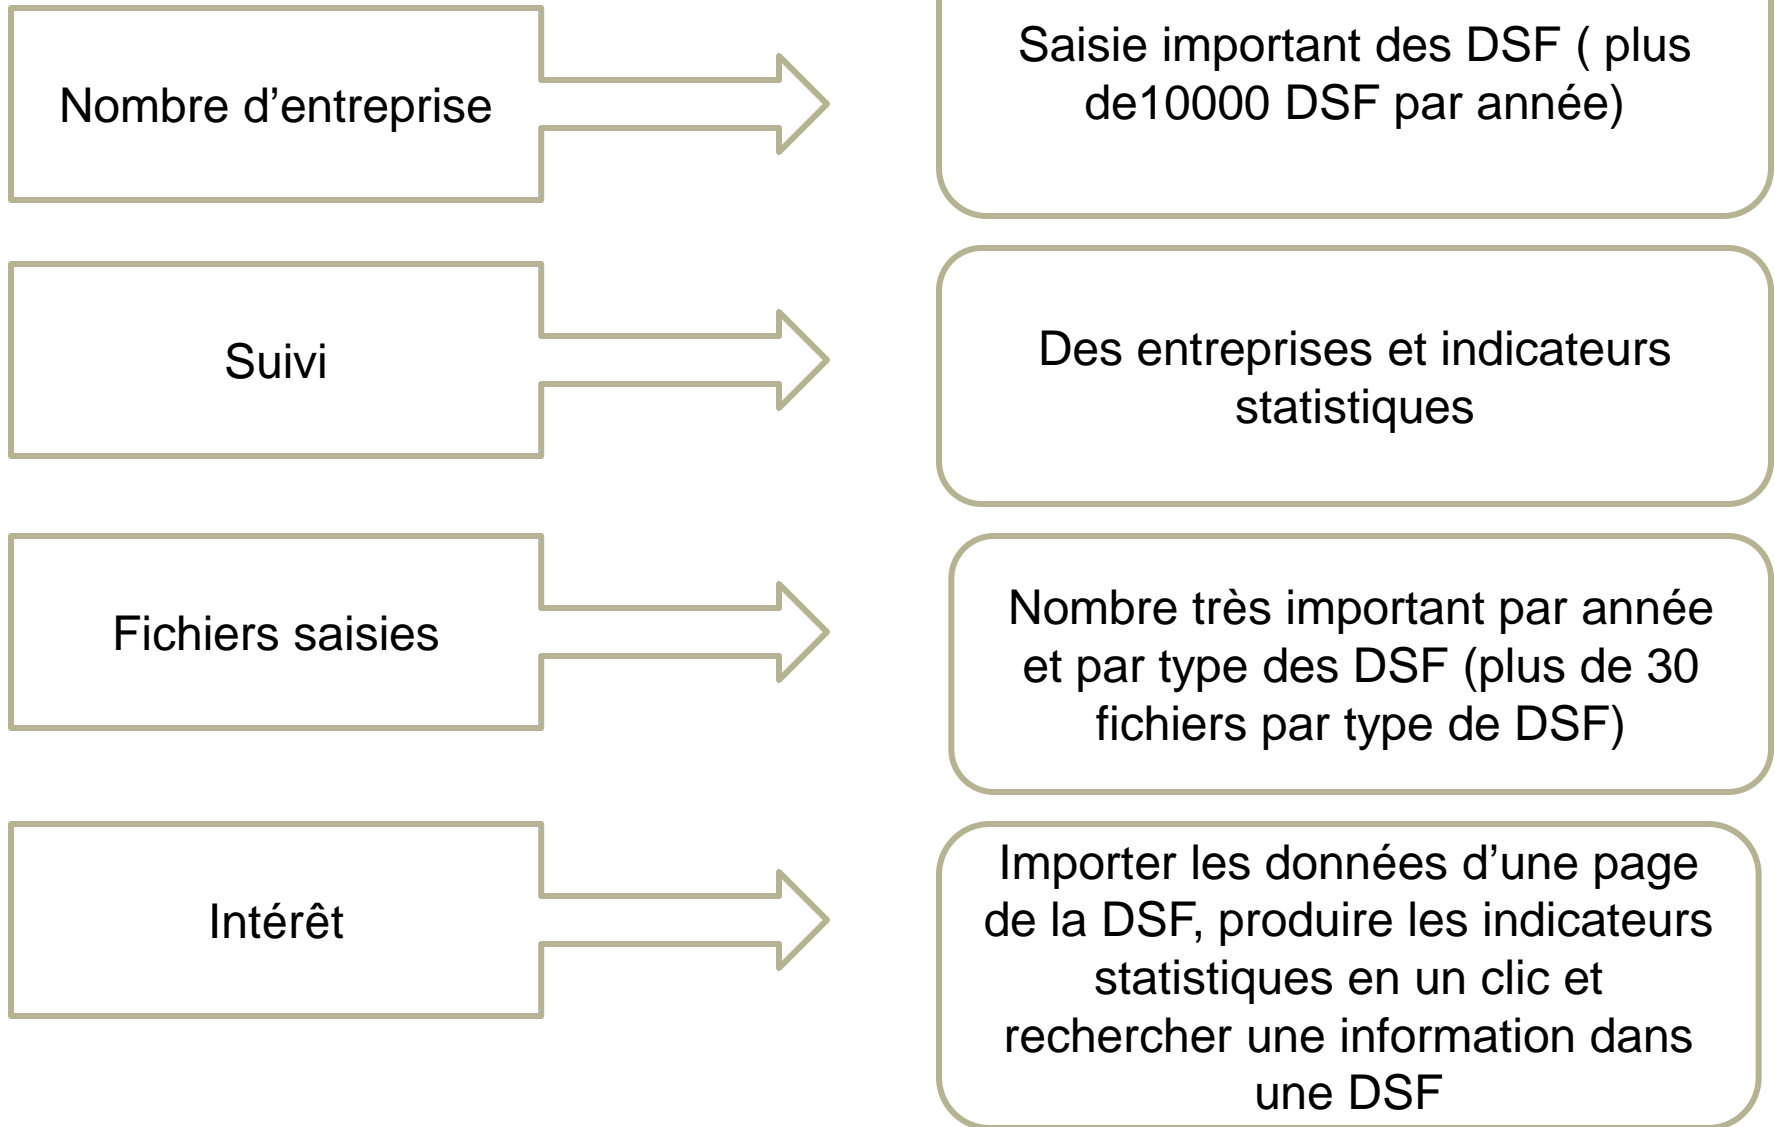 Nombre d’entreprise
Saisie important des DSF ( plus
de10000 DSF par année)
Suivi
Des entreprises et indicateurs
statistiques
Fichiers saisies
Nombre très important par année
et par type des DSF (plus de 30
fichiers par type de DSF)
Intérêt
Importer les données d’une page
de la DSF, produire les indicateurs
statistiques en un clic et
rechercher une information dans
une DSF